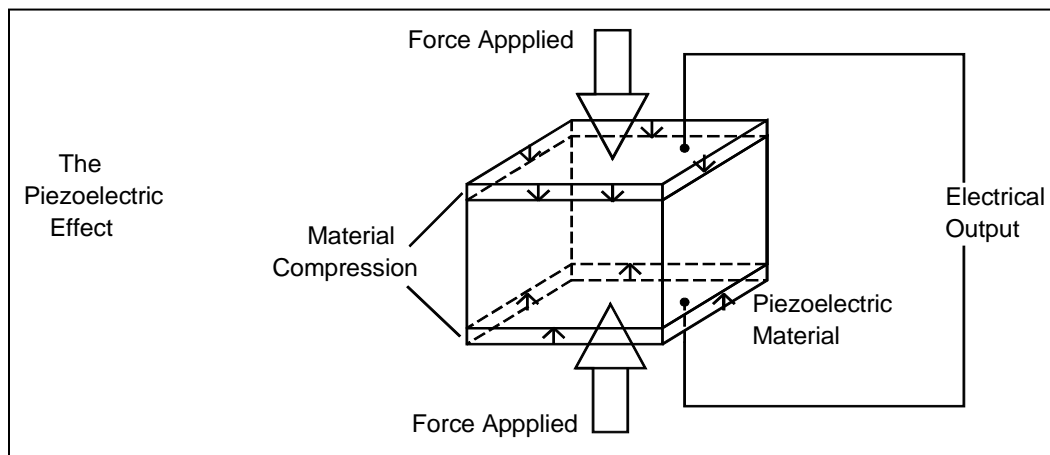 Force Appplied
The
Piezoelectric
Effect
Material
Compression
Electrical
Output
Piezoelectric
Material
Force Appplied